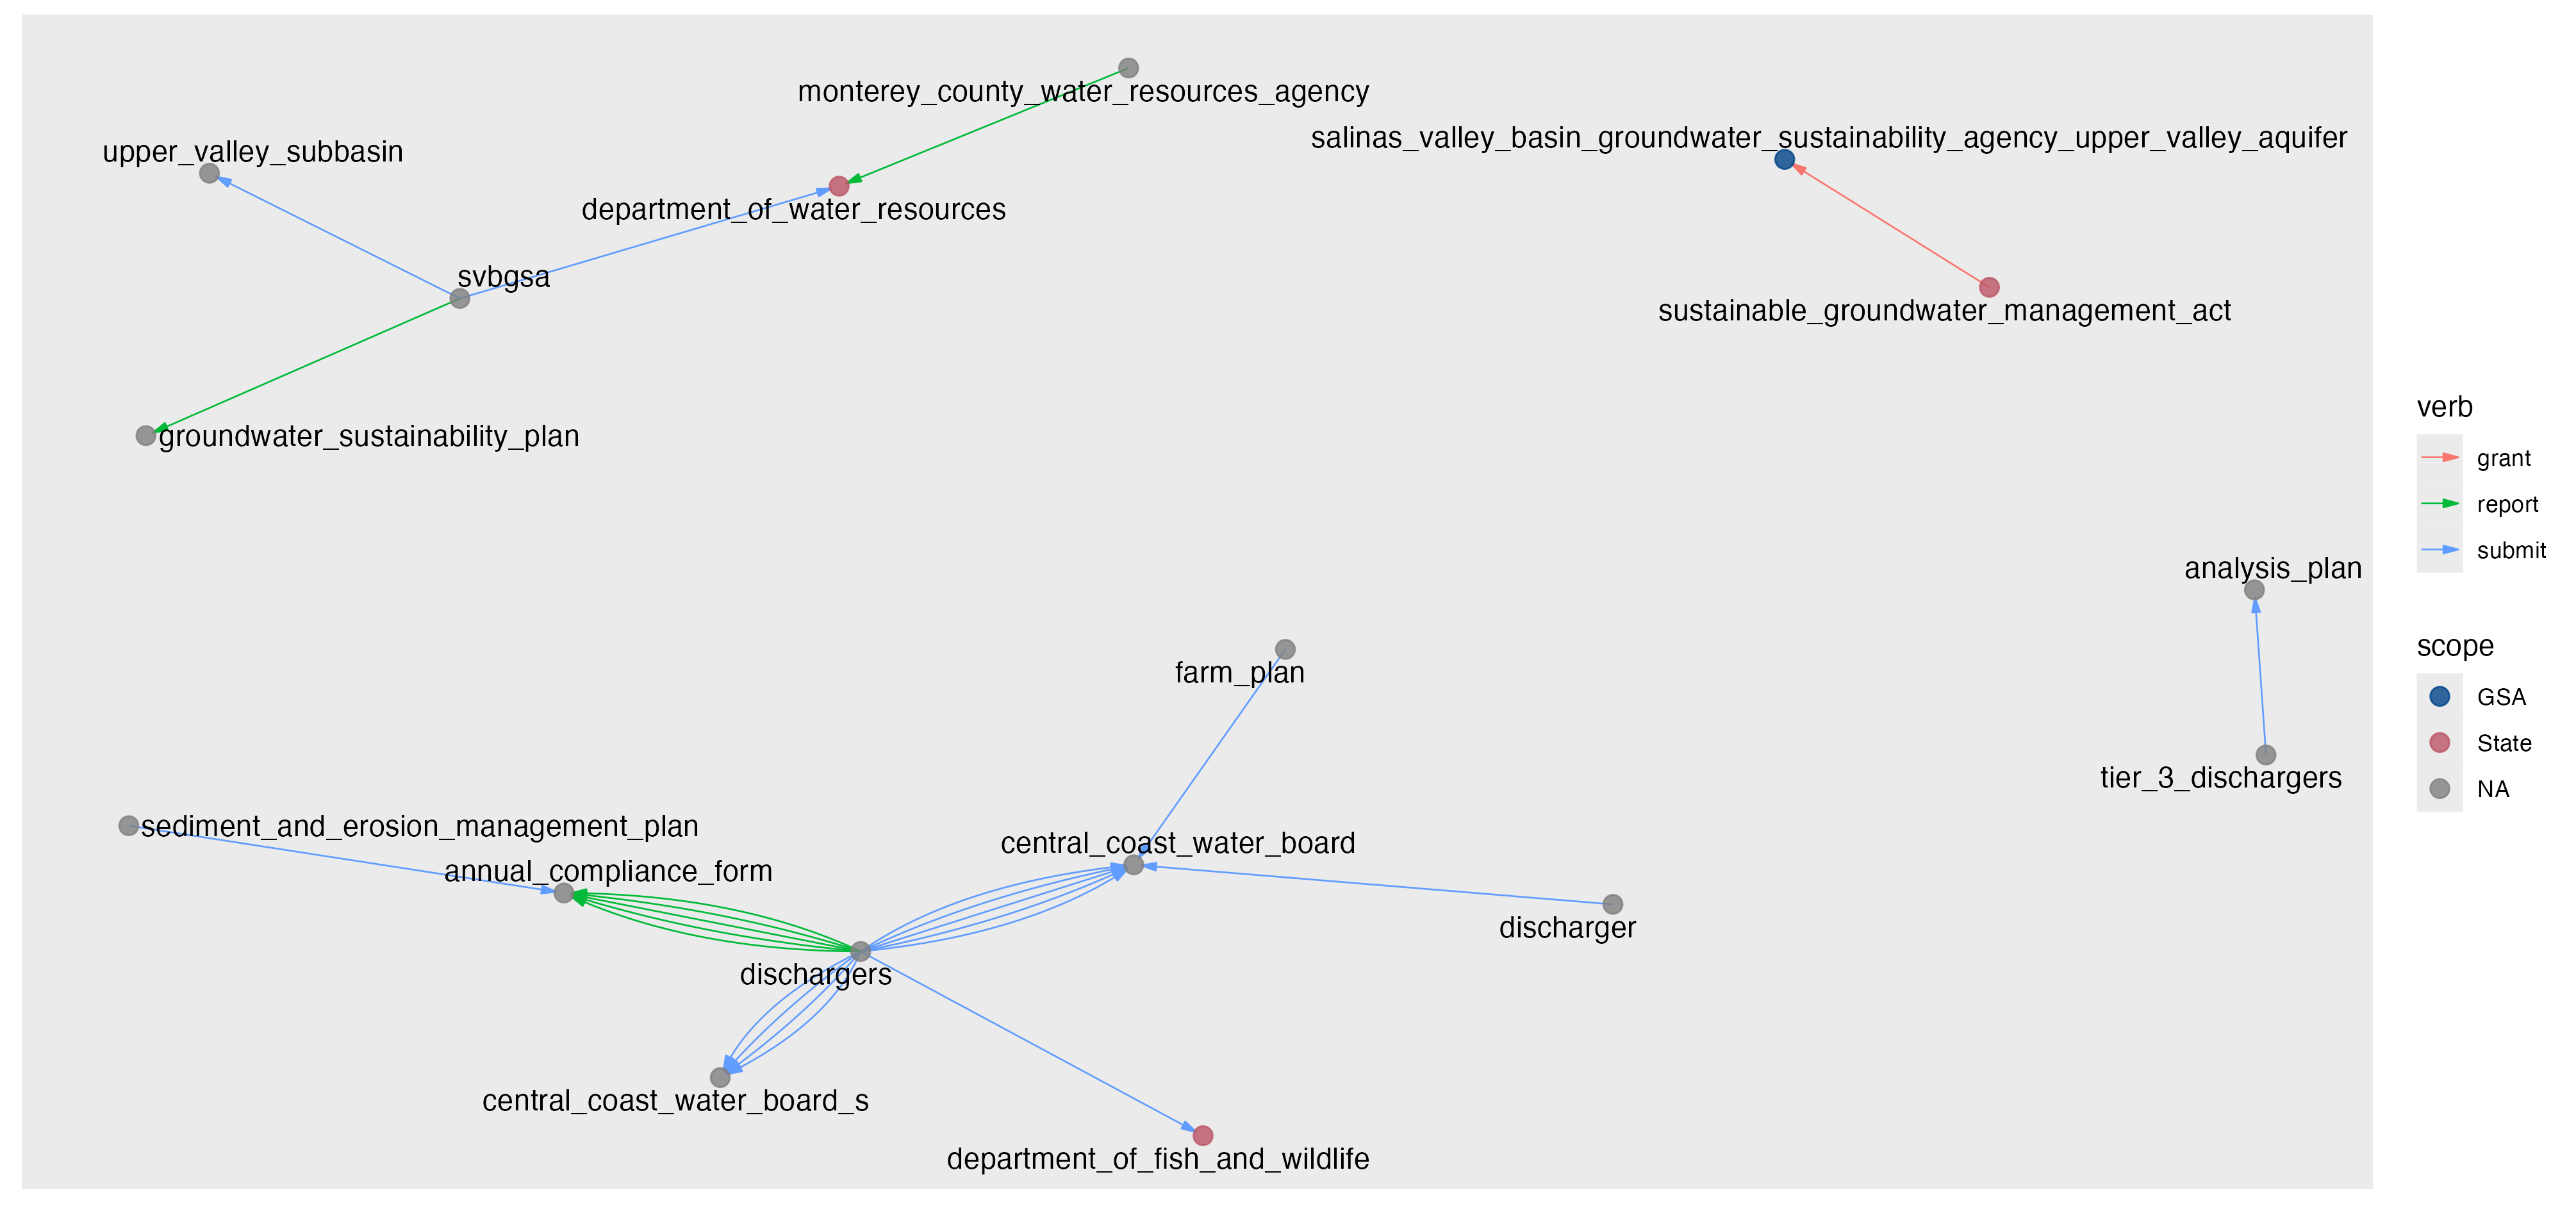 monterey_county_water_resources_agency
salinas_valley_basin_groundwater_sustainability_agency_upper_valley_aquifer
upper_valley_subbasin
department_of_water_resources
svbgsa
sustainable_groundwater_management_act
groundwater_sustainability_plan
analysis_plan
farm_plan
tier_3_dischargers
sediment_and_erosion_management_plan
central_coast_water_board
annual_compliance_form
discharger
dischargers
central_coast_water_board_s
department_of_fish_and_wildlife
verb
grant
report
submit
scope
GSA
State
NA